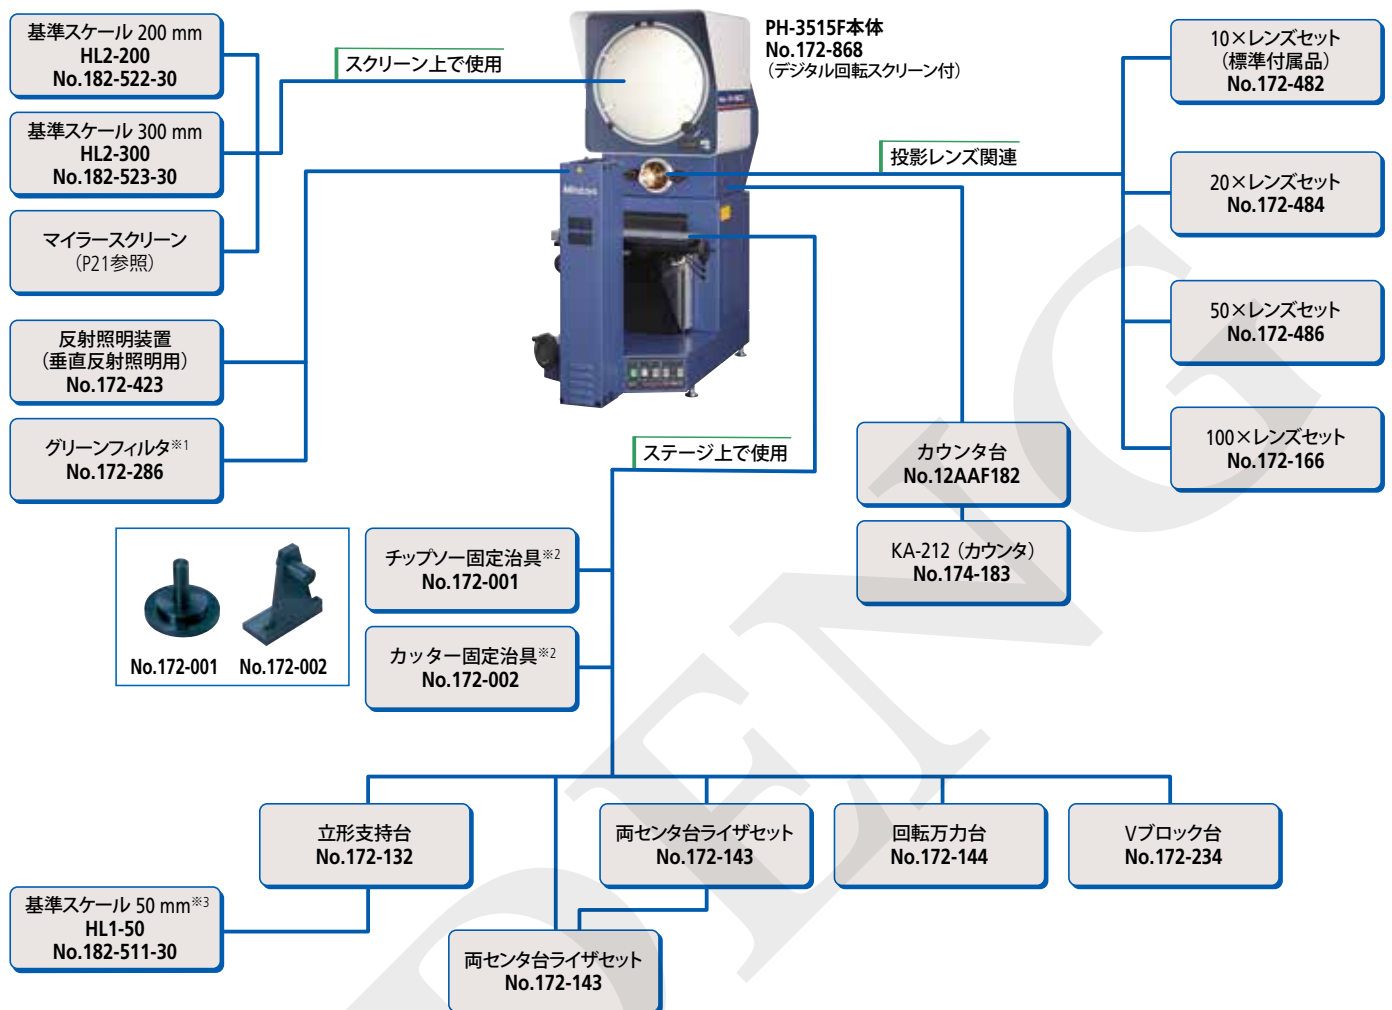 基準スケール 200 mm
HL2-200
No.182-522-30
基準スケール 300 mm
HL2-300
No.182-523-30
マイラースクリーン
(P21参照)
反射照明装置
(垂直反射照明用)
No.172-423
グリーンフィルタ※1
No.172-286
スクリーン上で使用
PH-3515F本体
No.172-868
(デジタル回転スクリーン付)
Mitutoyo
投影レンズ関連
10×レンズセット
(標準付属品)
No.172-482
20×レンズセット
No.172-484
50×レンズセット
No.172-486
100×レンズセット
No.172-166
ステージ上で使用
カウンタ台
No.12AAF182
KA-212 (カウンタ)
No.174-183
No.172-001
No.172-002
チップソー固定治具※2
No.172-001
カッター固定治具※2
No.172-002
立形支持台
No.172-132
両センタ台ライザセット
No.172-143
回転万力台
No.172-144
Vブロック台
No.172-234
基準スケール 50 mm※3
HL1-50
No.182-511-30
両センタ台ライザセット
No.172-143
DENG